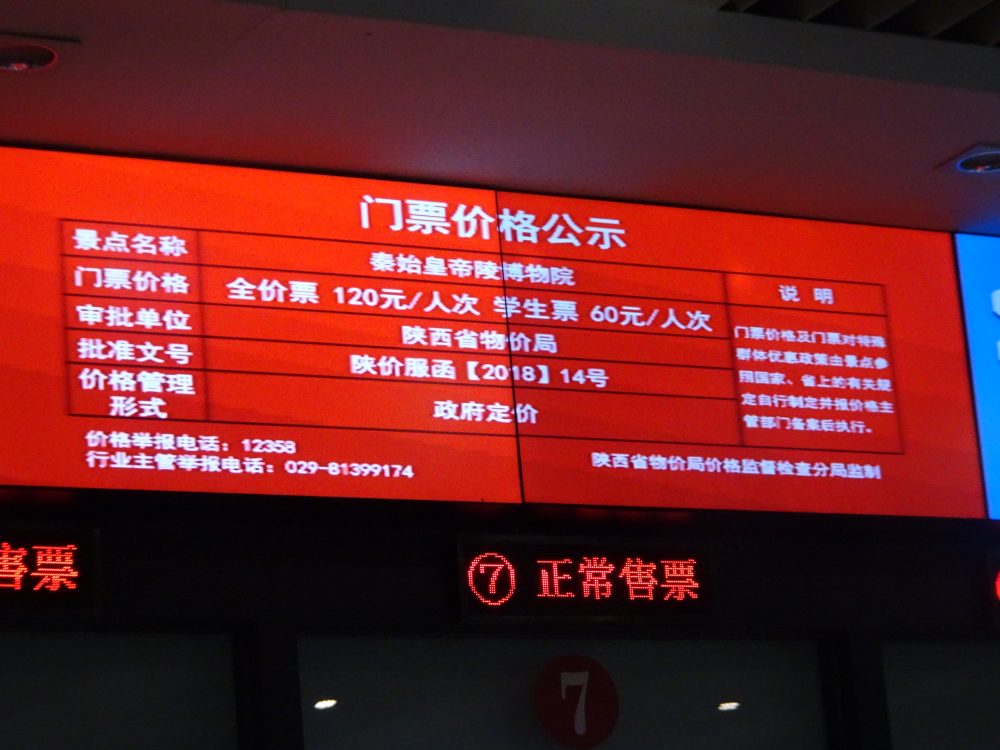 门票价格公示
景点名称 秦始皇帝陵博物院 说 明
门票价格 全价票 120元/人次 学生票 60元/人次
审批单位 陕西省物价局
批准文号 陕价服函【2018】14号
价格管理
形式
政府定价
门票价格及门票对特殊
群体优惠政策由景点参
照国家、省上的有关规
定自行制定并报价格主
管部门备案后执行。
价格举报电话：12358
行业主管举报电话：029-81399174
陕西省物价局价格监督检查分局监制
售票
⑦ 正常售票
7